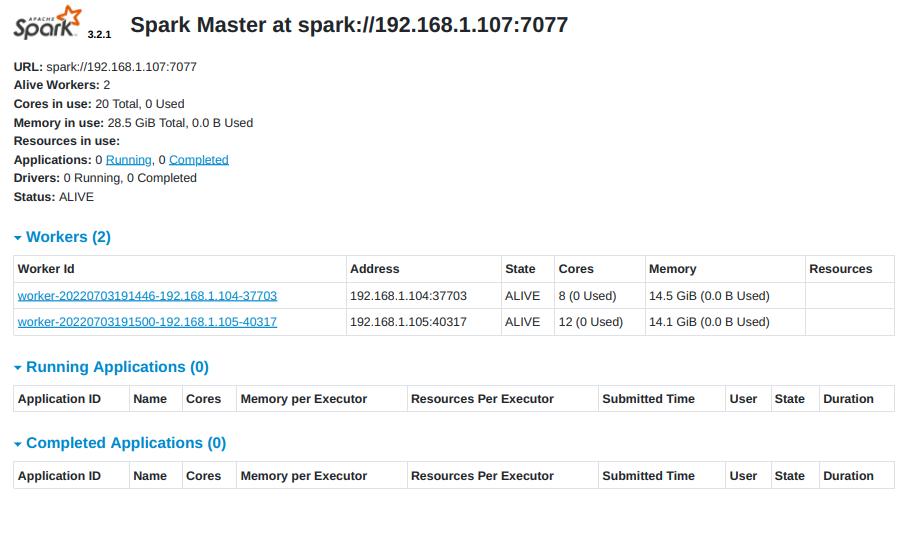 APACHE
Spark 3.2.1 Spark Master at spark://192.168.1.107:7077
URL: spark://192.168.1.107:7077
Alive Workers: 2
Cores in use: 20 Total, 0 Used
Memory in use: 28.5 GiB Total, 0.0 B Used
Resources in use:
Applications: 0 Running, 0 Completed
Drivers: 0 Running, 0 Completed
Status: ALIVE
Workers (2)
Worker Id Address State Cores Memory Resources
worker-20220703191446-192.168.1.104-37703 192.168.1.104:37703 ALIVE 8 (0 Used) 14.5 GiB (0.0 B Used)
worker-20220703191500-192.168.1.105-40317 192.168.1.105:40317 ALIVE 12 (0 Used) 14.1 GiB (0.0 B Used)
Running Applications (0)
Application ID Name Cores Memory per Executor Resources Per Executor Submitted Time User State Duration
Completed Applications (0)
Application ID Name Cores Memory per Executor Resources Per Executor Submitted Time User State Duration